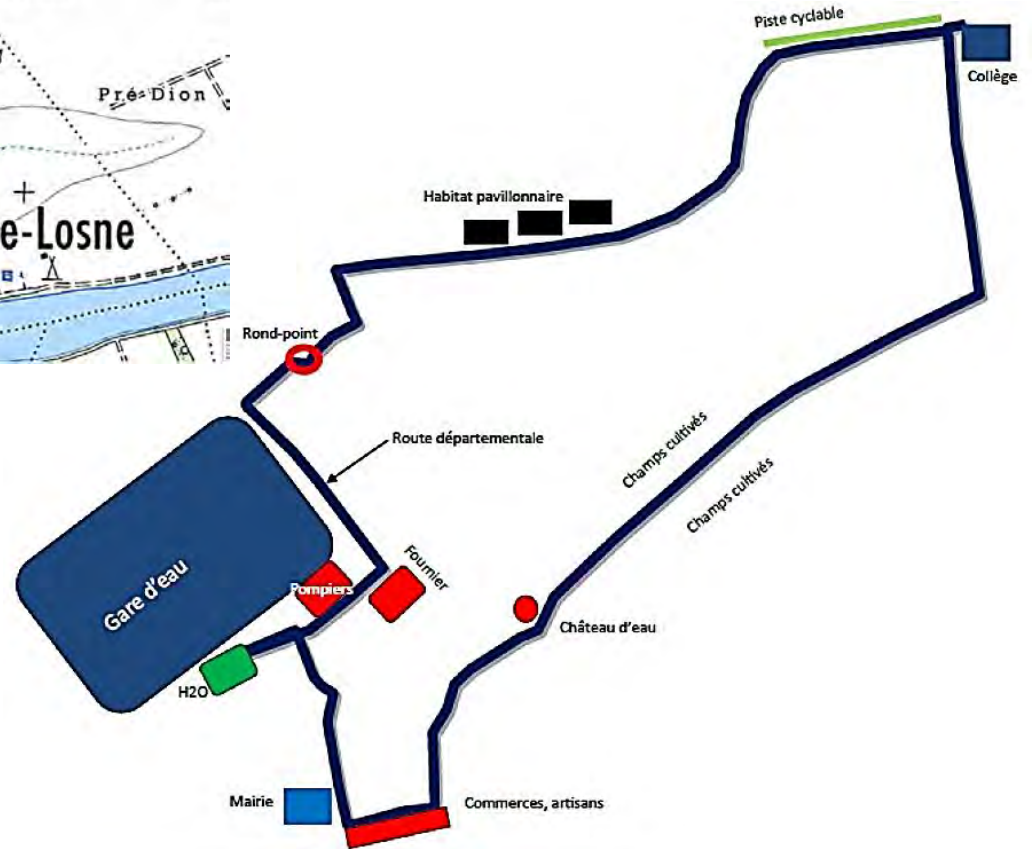 Piste cyclable
Collège
Pré-Dion
Habitat pavillonnaire
e-Losne
Rond-point
Route départementale
Champs cultivés
Champs cultivés
Gare d'eau
Pompiers
Fournier
Château d'eau
H2O
Mairie
Commerces, artisans